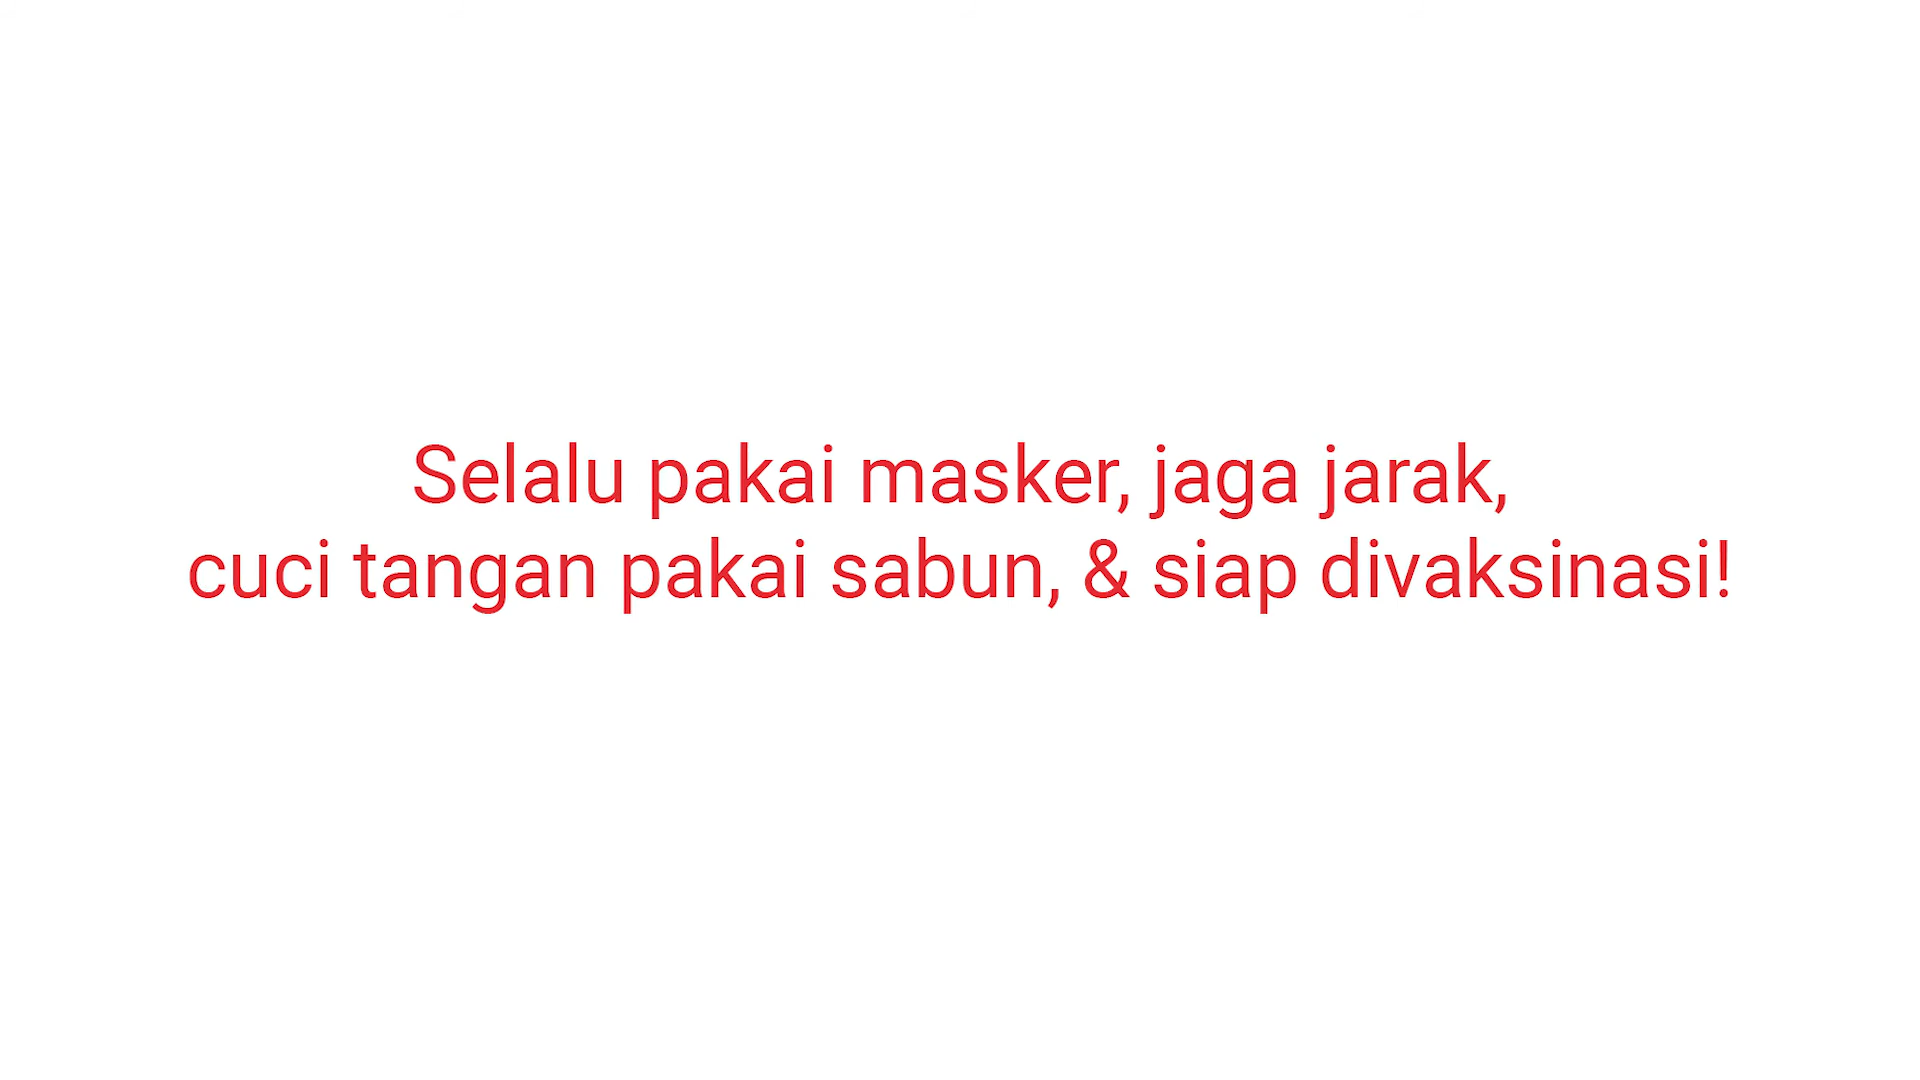 Selalu pakai masker, jaga jarak,
cuci tangan pakai sabun, & siap divaksinasi!